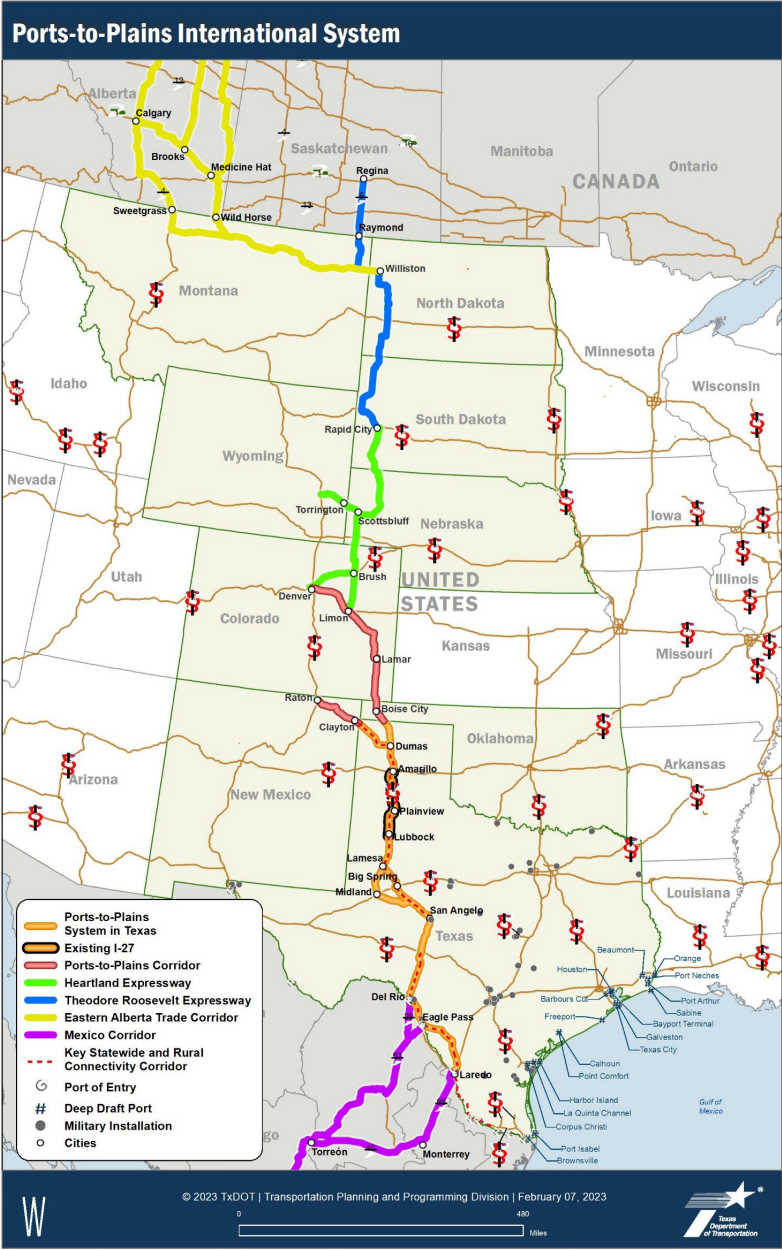 Ports-to-Plains International System
Alberta
Calgary
Brooks
Medicine Hat
Saskatchewan
Regina
Manitoba
Ontario
CANADA
Sweetgrass
Wild Horse
Raymond
Williston
Montana
North Dakota
Minnesota
Wisconsin
Idaho
Rapid City
South Dakota
Wyoming
Nevada
Torrington
Scottsbluff
Nebraska
Iowa
Utah
Brush
UNITED
STATES
Illinois
Denver
Limon
Colorado
Kansas
Missouri
Lamar
Raton
Boise City
Clayton
Dumas
Oklahoma
Amarillo
Arkansas
Arizona
New Mexico
Plainview
Lubbock
Lamesa
Big Spring
Midland
Louisiana
San Angelo
Texas
Ports-to-Plains
System in Texas
Existing I-27
Ports-to-Plains Corridor
Heartland Expressway
Theodore Roosevelt Expressway
Eastern Alberta Trade Corridor
Mexico Corridor
Key Statewide and Rural
Connectivity Corridor
Port of Entry
Deep Draft Port
Military Installation
Cities
Beaumont
Orange
Houston
Port Neches
Barbours Cut
Port Arthur
Sabine
Freeport
Bayport Terminal
Galveston
Texas City
Del Rio
Eagle Pass
Laredo
Calhoun
Point Comfort
Harbor Island
La Quinta Channel
Corpus Christi
Gulf of
Mexico
Port Isabel
Brownsville
go
Torreón
Monterrey
© 2023 TxDOT | Transportation Planning and Programming Division | February 07, 2023
0
480
Miles
W
®
Texas
Department
of Transportation